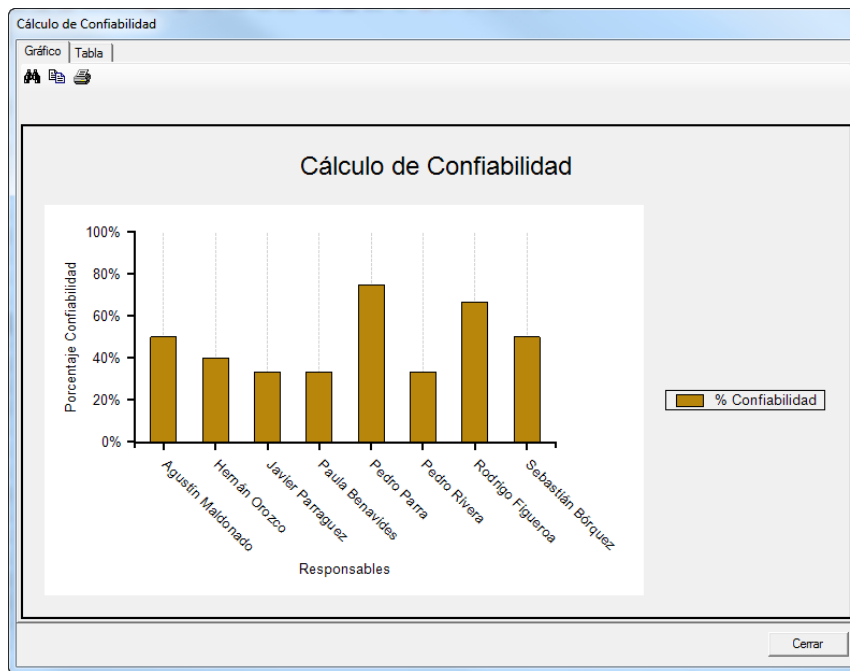 Cálculo de Confiabilidad
Gráfico Tabla
Cálculo de Confiabilidad
Porcentaje Confiabilidad
100%
80%
60%
40%
20%
0%
Agustín Maldonado
Hernán Orozco
Javier Parraguez
Paula Benavides
Pedro Parra
Pedro Rivera
Rodrigo Figueroa
Sebastián Bórquez
Responsables
% Confiabilidad
Cerrar